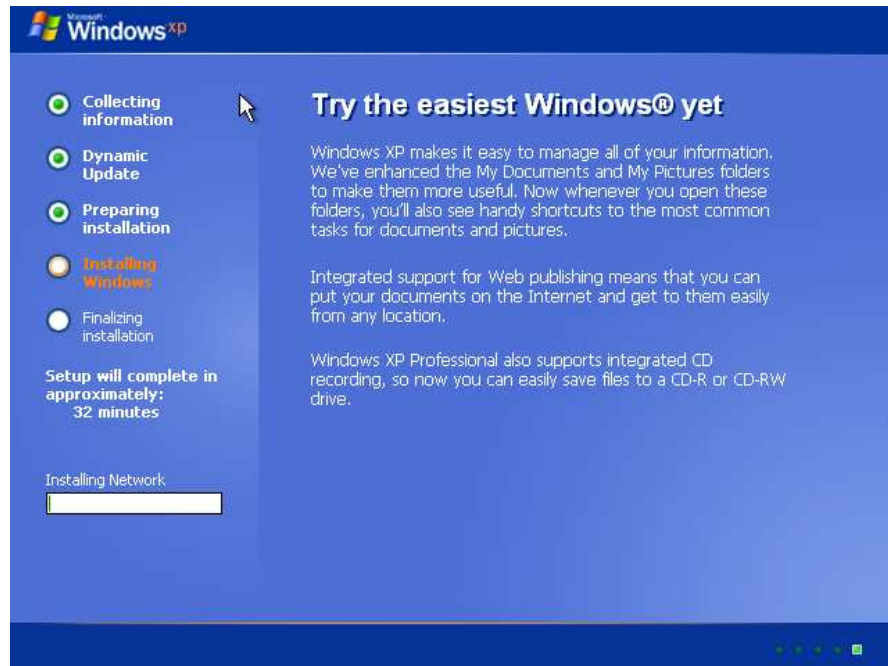 Microsoft
Windows xp
Collecting
information
Dynamic
Update
Preparing
installation
Installing
Windows
Finalizing
installation
Setup will complete in
approximately:
32 minutes
Installing Network
Try the easiest Windows® yet
Windows XP makes it easy to manage all of your information.
We've enhanced the My Documents and My Pictures folders
to make them more useful. Now whenever you open these
folders, you'll also see handy shortcuts to the most common
tasks for documents and pictures.
Integrated support for Web publishing means that you can
put your documents on the Internet and get to them easily
from any location.
Windows XP Professional also supports integrated CD
recording, so now you can easily save files to a CD-R or CD-RW
drive.